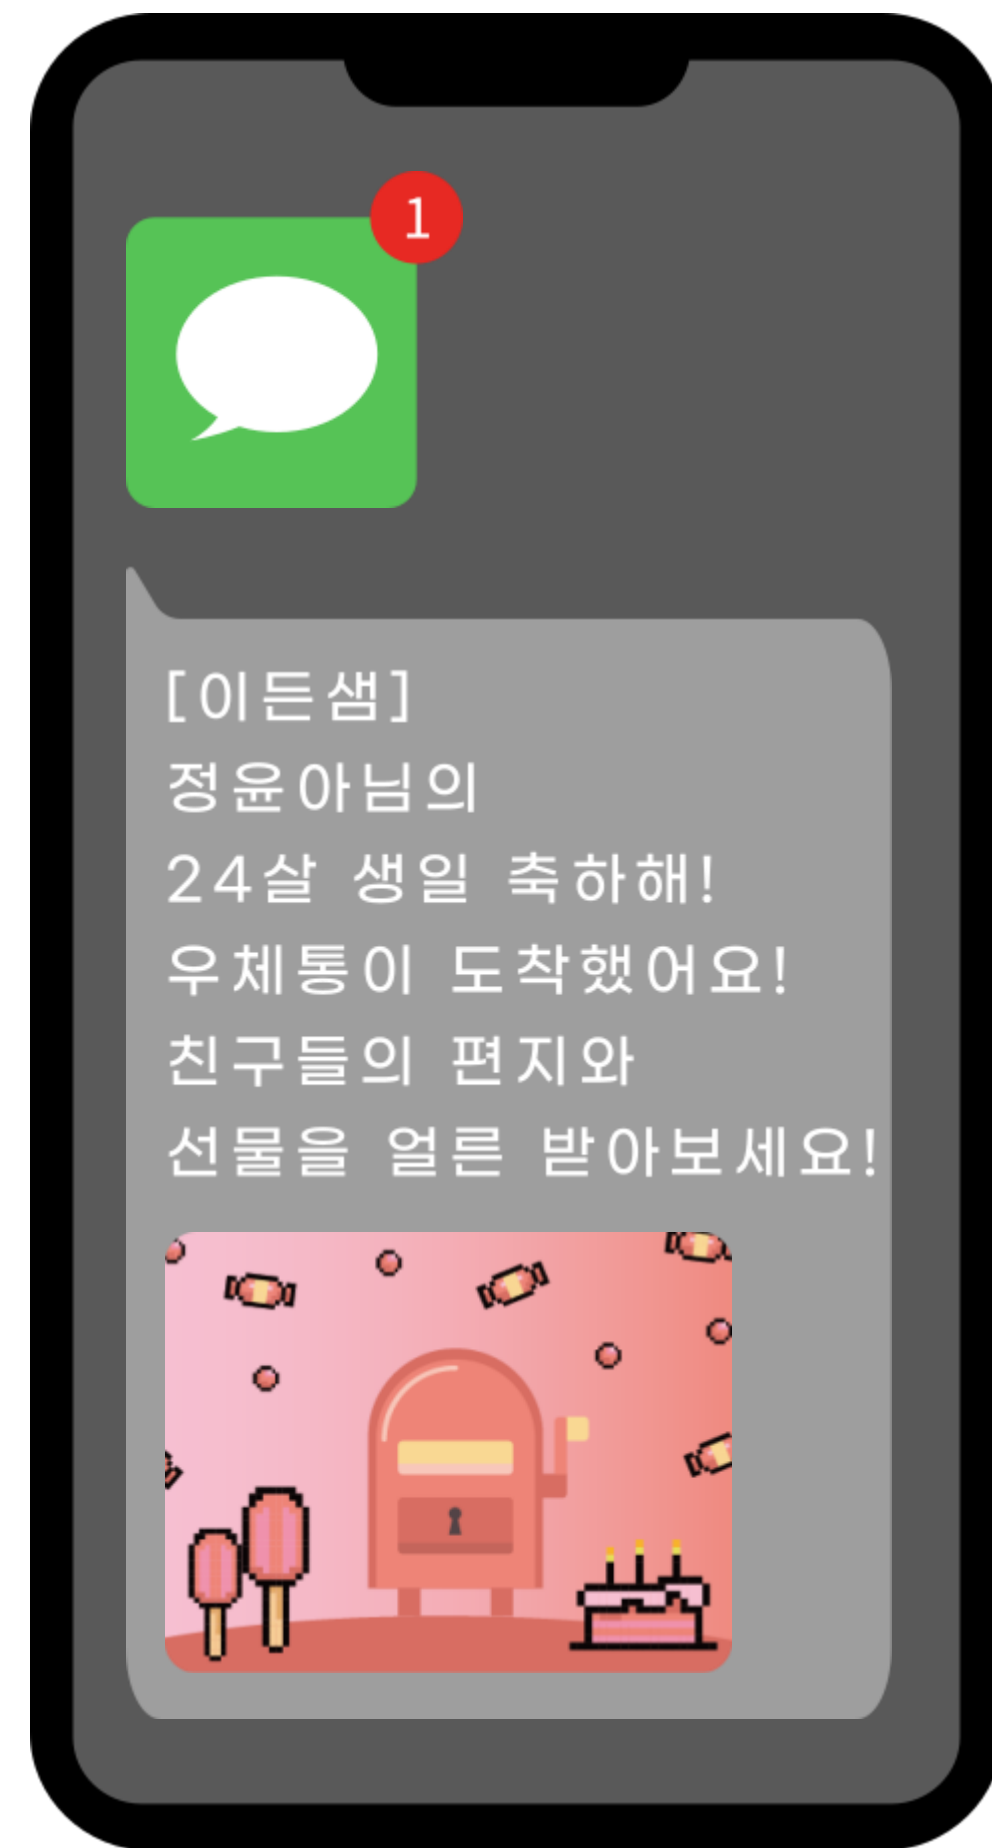 1
[이든샘]
정윤아님의
24살 생일 축하해!
우체통이 도착했어요!
친구들의 편지와
선물을 얼른 받아보세요!